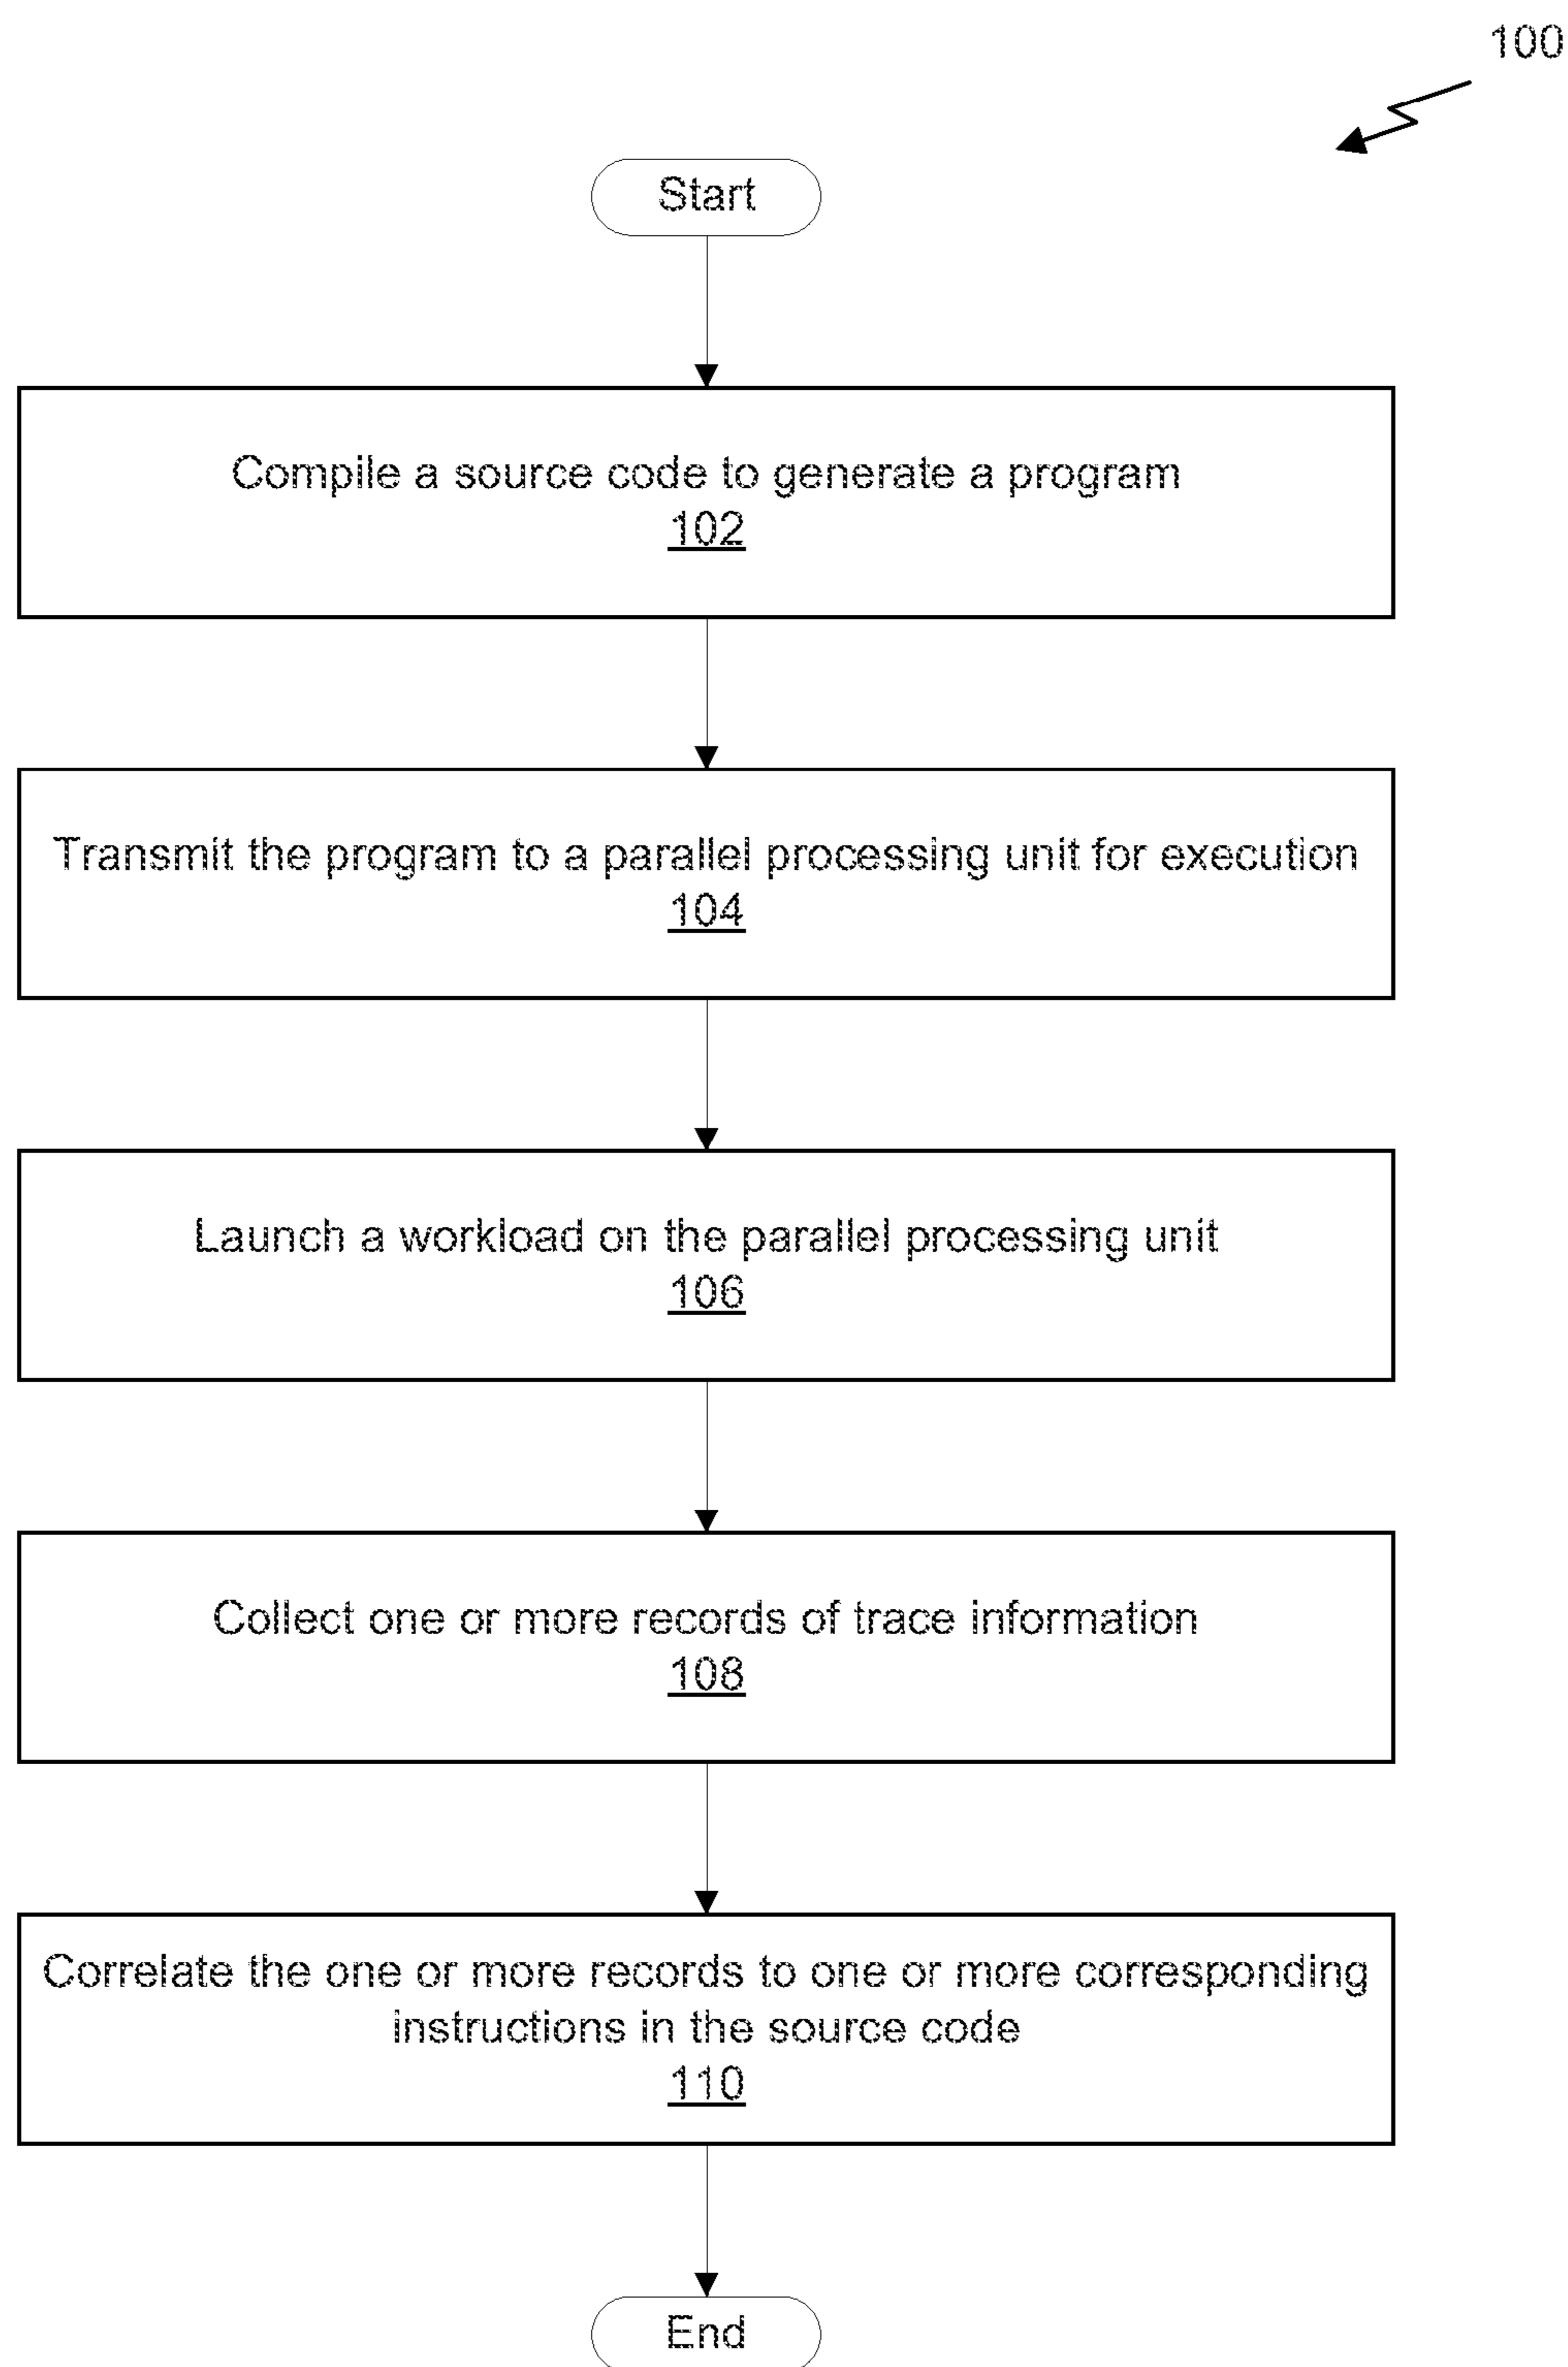 100
Start
Compile a source code to generate a program
102
Transmit the program to a parallel processing unit for execution
104
Launch a workload on the parallel processing unit
106
Collect one or more records of trace information
108
Correlate the one or more records to one or more corresponding
instructions in the source code
110
End